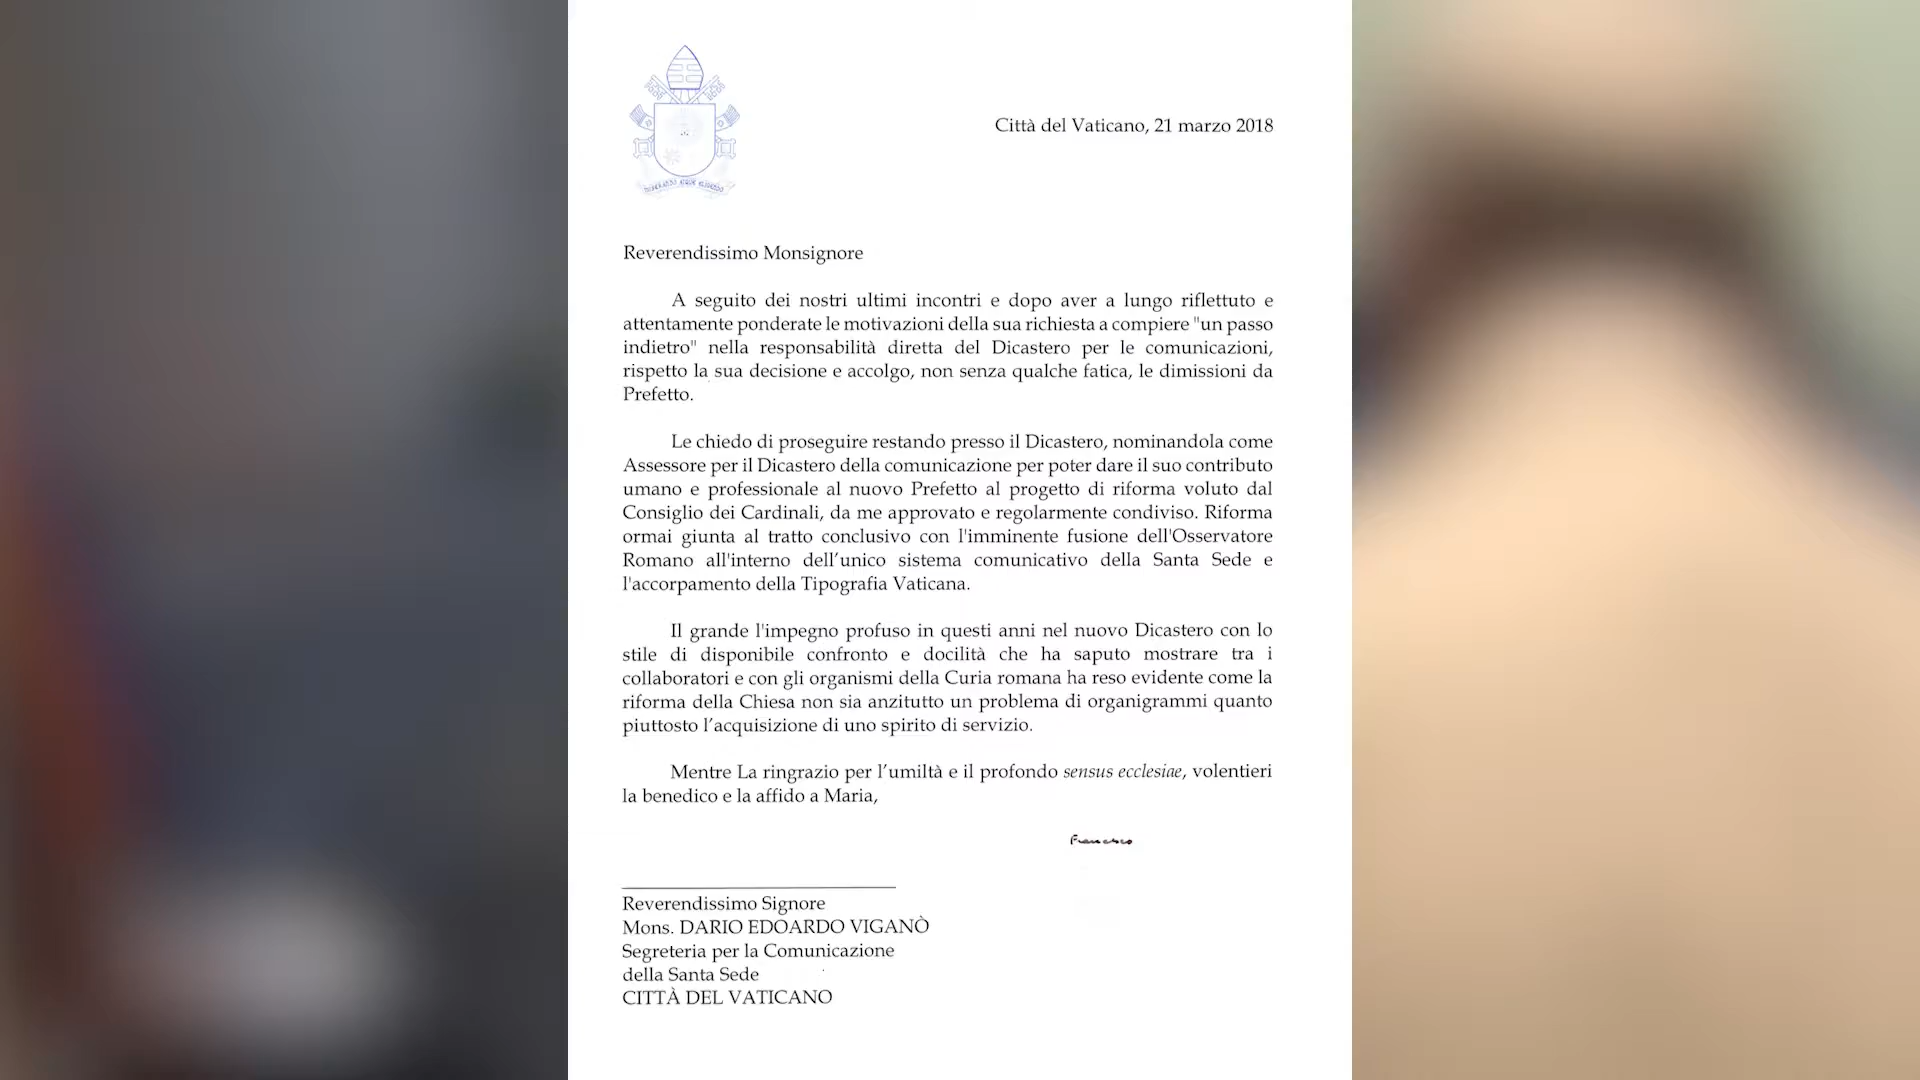 Città del Vaticano, 21 marzo 2018
Reverendissimo Monsignore
A seguito dei nostri ultimi incontri e dopo aver a lungo riflettuto e
attentamente ponderate le motivazioni della sua richiesta a compiere "un passo
indietro" nella responsabilità diretta del Dicastero per le comunicazioni,
rispetto la sua decisione e accolgo, non senza qualche fatica, le dimissioni da
Prefetto.
Le chiedo di proseguire restando presso il Dicastero, nominandola come
Assessore per il Dicastero della comunicazione per poter dare il suo contributo
umano e professionale al nuovo Prefetto al progetto di riforma voluto dal
Consiglio dei Cardinali, da me approvato e regolarmente condiviso. Riforma
ormai giunta al tratto conclusivo con l'imminente fusione dell'Osservatore
Romano all'interno dell’unico sistema comunicativo della Santa Sede e
l'accorpamento della Tipografia Vaticana.
Il grande l'impegno profuso in questi anni nel nuovo Dicastero con lo
stile di disponibile confronto e docilità che ha saputo mostrare tra i
collaboratori e con gli organismi della Curia romana ha reso evidente come la
riforma della Chiesa non sia anzitutto un problema di organigrammi quanto
piuttosto l’acquisizione di uno spirito di servizio.
Mentre La ringrazio per l’umiltà e il profondo sensus ecclesiae, volentieri
la benedico e la affido a Maria,
Francesco
Reverendissimo Signore
Mons. DARIO EDOARDO VIGANÒ
Segreteria per la Comunicazione
della Santa Sede
CITTÀ DEL VATICANO